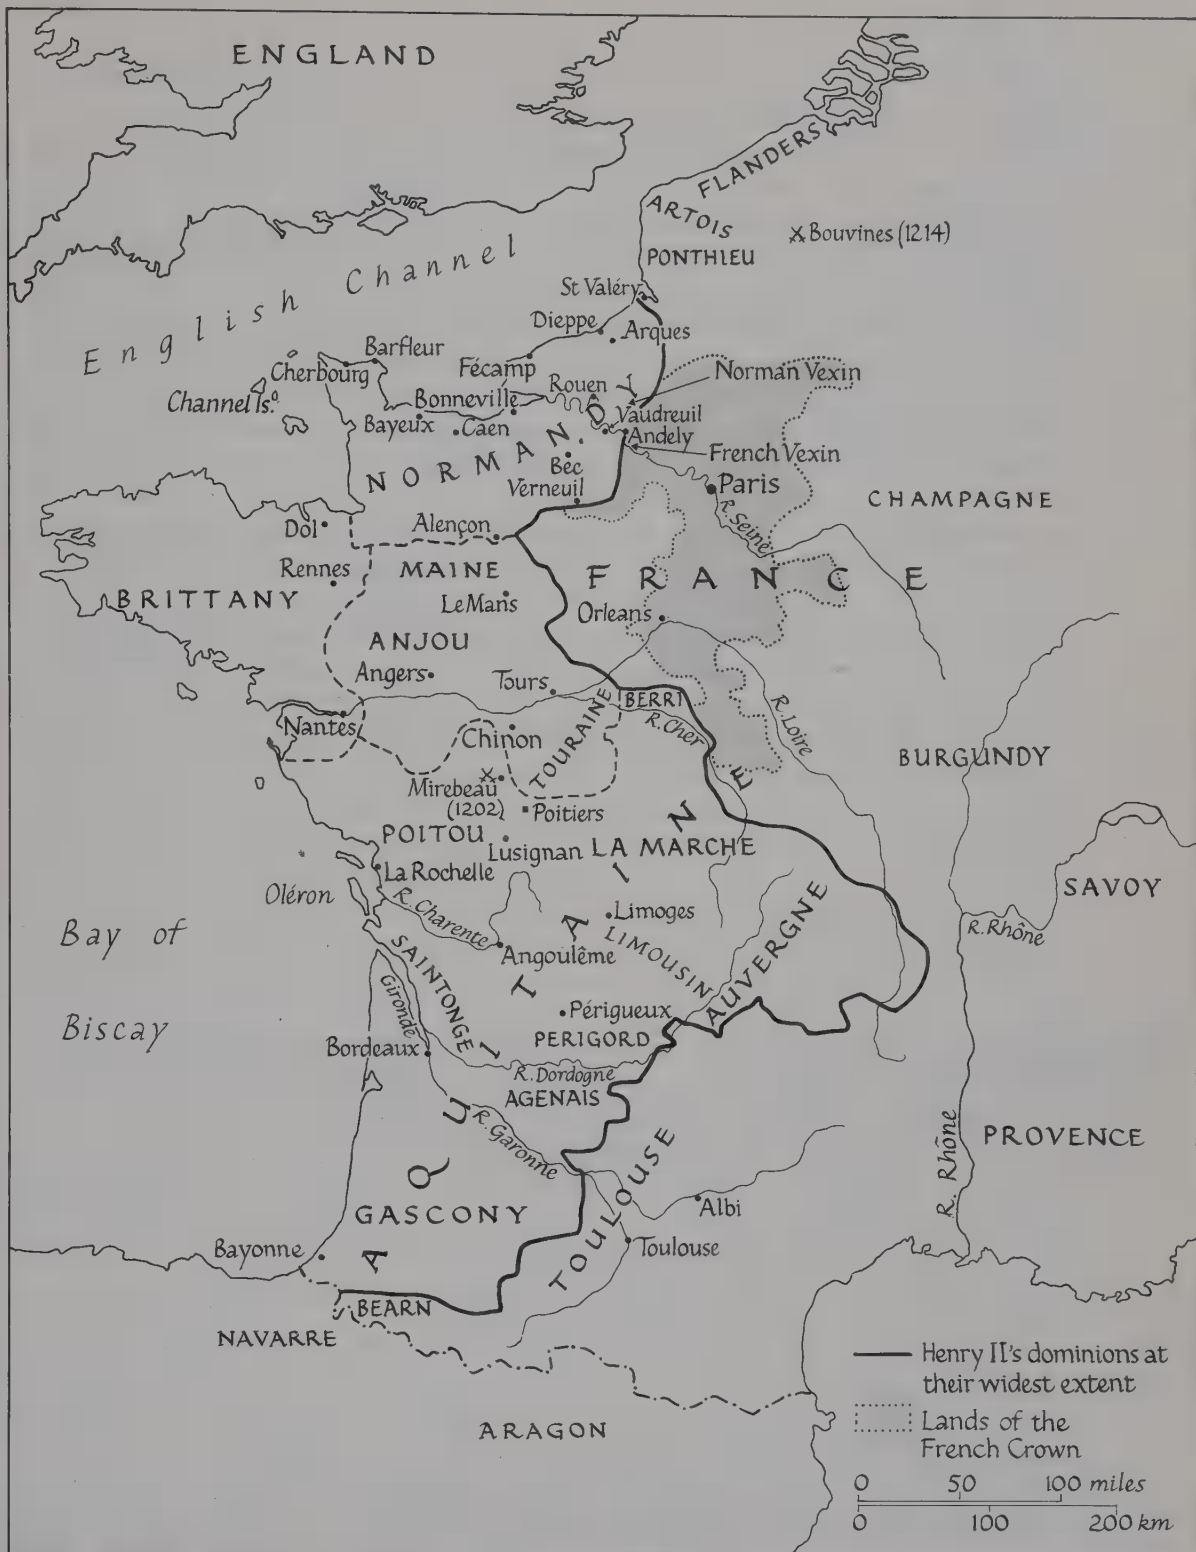 ENGLAND
FLANDERS
ARTOIS
Bouvines (1214)
PONTHIEU
English Channel
St Valéry
Dieppe
Arques
Barfleur
Cherbourg
Fécamp
Norman Vexin
Rouen
Channel Is.
Bonneville
Vaudreuil
Bayeux
Caen
Andely
NORMANDY
French Vexin
Bec
Paris
Verneuil
CHAMPAGNE
R. Seine
Dol
Alençon
Rennes
MAINE
FRANCE
BRITTANY
Le Mans
Orleans
ANJOU
Angers
Tours
BERRI
R. Loire
Nantes
R. Cher
Chinon
TOURAINE
BURGUNDY
Mirebeau
(1202)
Poitiers
POITOU
Lusignan
LA MARCHE
La Rochelle
SAVOY
Oléron
R. Charente
Limoges
R. Rhône
Bay of
Biscay
Angoulême
LIMOUSIN
AUVERGNE
SAINTONGE
Périgueux
Gironde
PERIGORD
Bordeaux
R. Dordogne
AGENAIS
AQUITAINE
R. Garonne
R. Rhône
PROVENCE
TOULOUSE
Albi
GASCONY
Toulouse
Bayonne
BEARN
NAVARRE
ARAGON
Henry II's dominions at
their widest extent
Lands of the
French Crown
0 50 100 miles
0 100 200 km